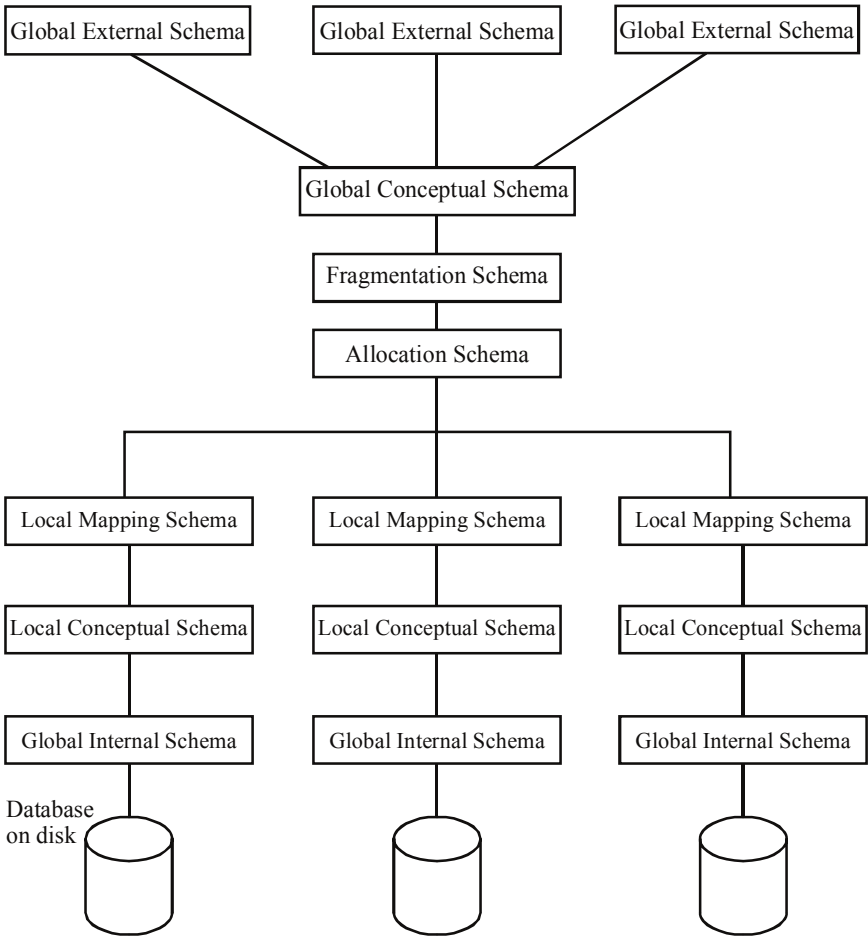 Global External Schema
Global External Schema
Global External Schema
Global Conceptual Schema
Fragmentation Schema
Allocation Schema
Local Mapping Schema
Local Mapping Schema
Local Mapping Schema
Local Conceptual Schema
Local Conceptual Schema
Local Conceptual Schema
Global Internal Schema
Global Internal Schema
Global Internal Schema
Database
on disk